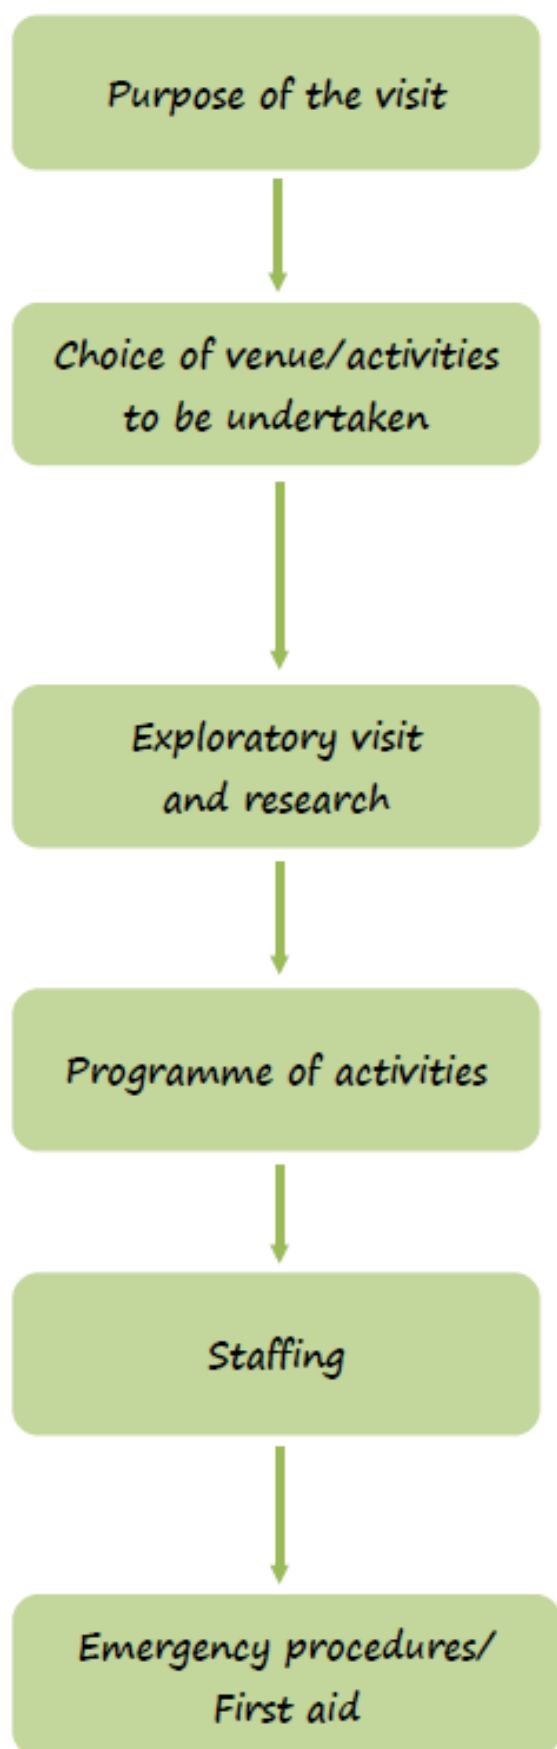 Purpose of the visit
Choice of venue/activities
to be undertaken
Exploratory visit
and research
Programme of activities
Staffing
Emergency procedures/
First aid